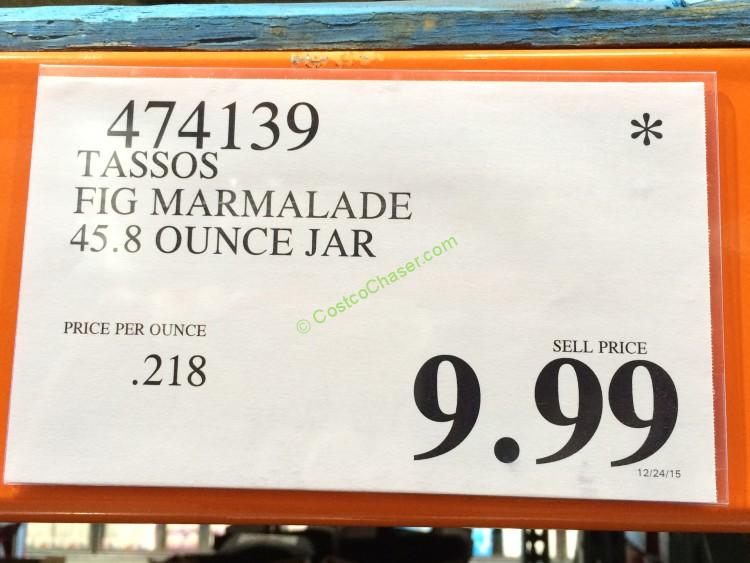 474139
*
TASSOS
FIG MARMALADE
45.8 OUNCE JAR
© CostcoChaser.com
PRICE PER OUNCE
.218
SELL PRICE
9.99
12/24/15